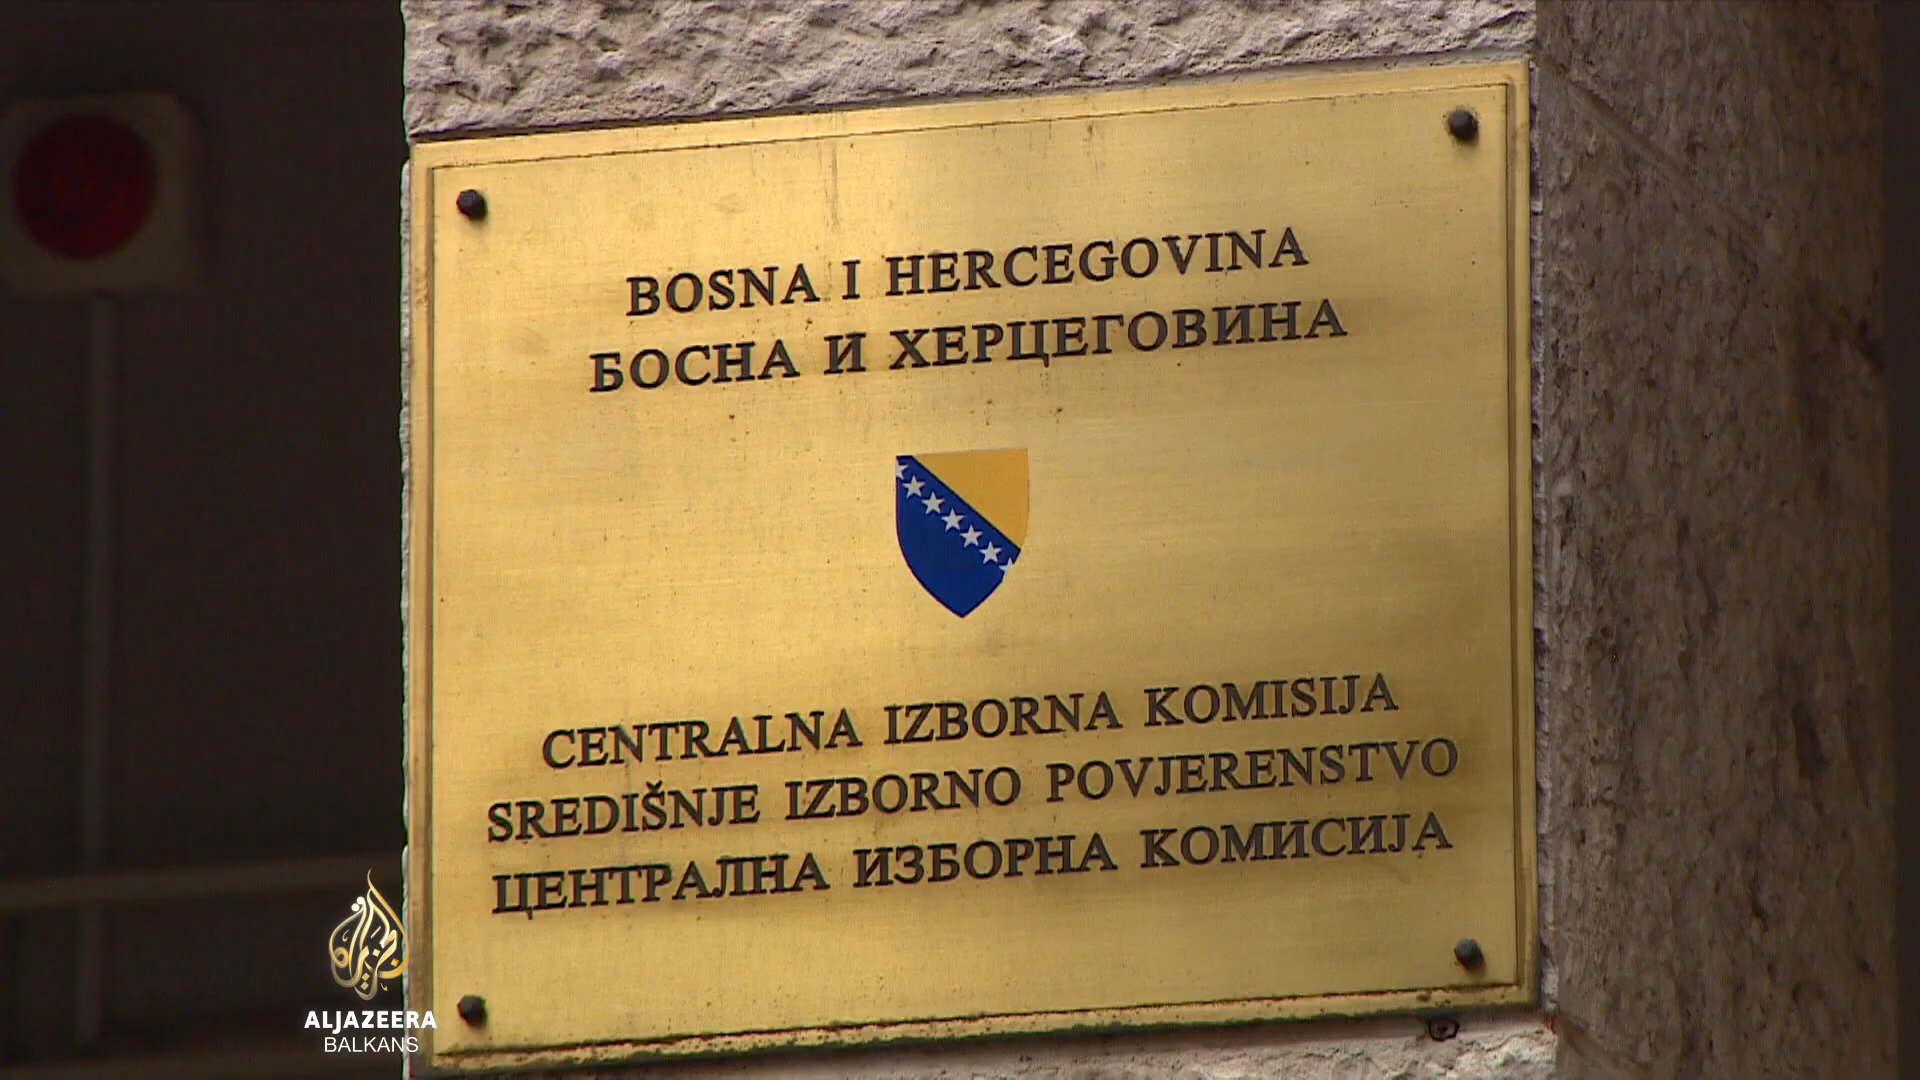 BOSNA I HERCEGOVINA
БОСНА И ХЕРЦЕГОВИНА
CENTRALNA IZBORNA KOMISIJA
SREDIŠNJE IZBORNO POVJERENSTVO
ЦЕНТРАЛНА ИЗБОРНА КОМИСИЈА
ALJAZEERA
BALKANS